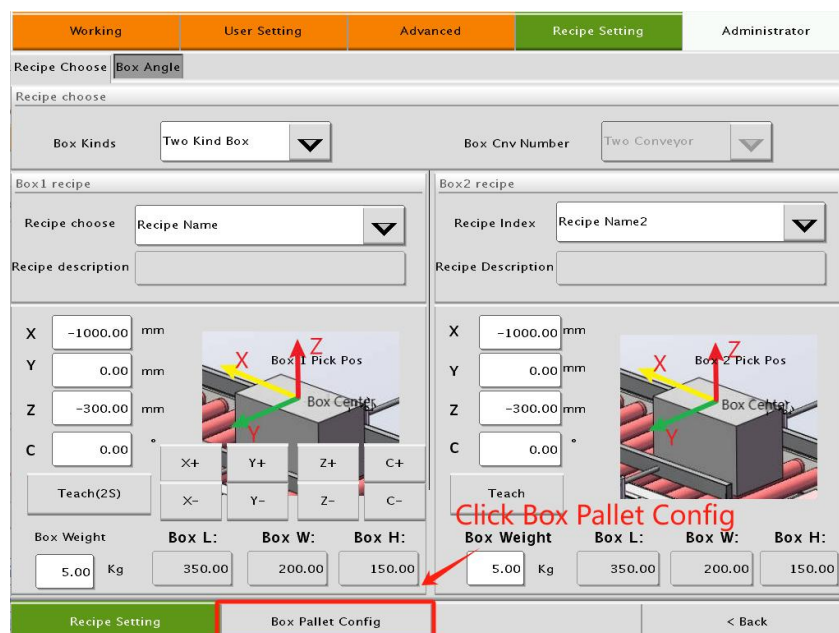 Working User Setting Advanced Recipe Setting Administrator
Recipe Choose Box Angle
Recipe choose
Box Kinds Two Kind Box Box Cnv Number Two Conveyor
Box1 recipe Box2 recipe
Recipe choose Recipe Name Recipe Index Recipe Name2
Recipe description Recipe Description
X -1000.00 mm X -1000.00 mm
Z Z
X Box 1 Pick Pos X Box 2 Pick Pos
Y 0.00 mm Y 0.00 mm
Z -300.00 mm Box Center Z -300.00 mm Box Center
Y Y
C 0.00 ° C 0.00 °
X+ Y+ Z+ C+
Teach(2S) X- Y- Z- C- Teach
Click Box Pallet Config
Box Weight Box L: Box W: Box H: Box Weight Box L: Box W: Box H:
5.00 Kg 350.00 200.00 150.00 5.00 Kg 350.00 200.00 150.00
Recipe Setting Box Pallet Config < Back